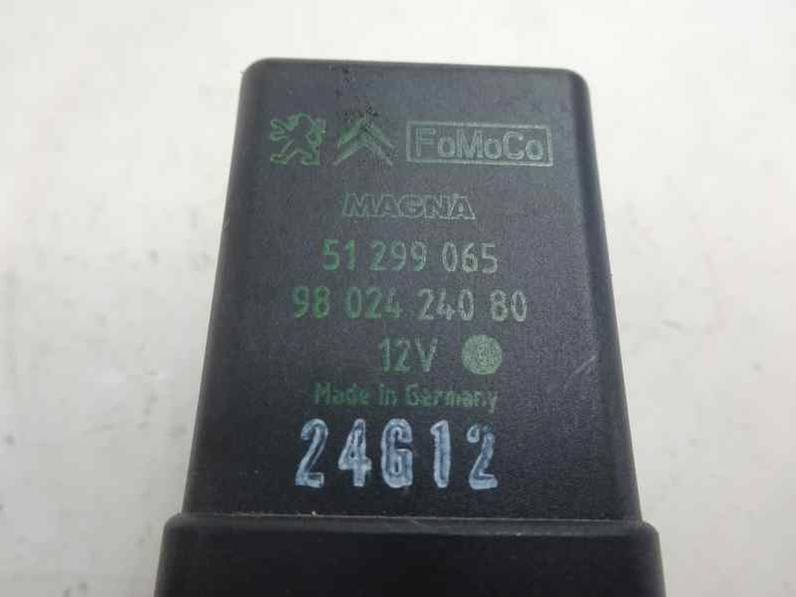 FoMoCo
MAGNA
51 299 065
98 024 240 80
12V
Made in Germany
24G12